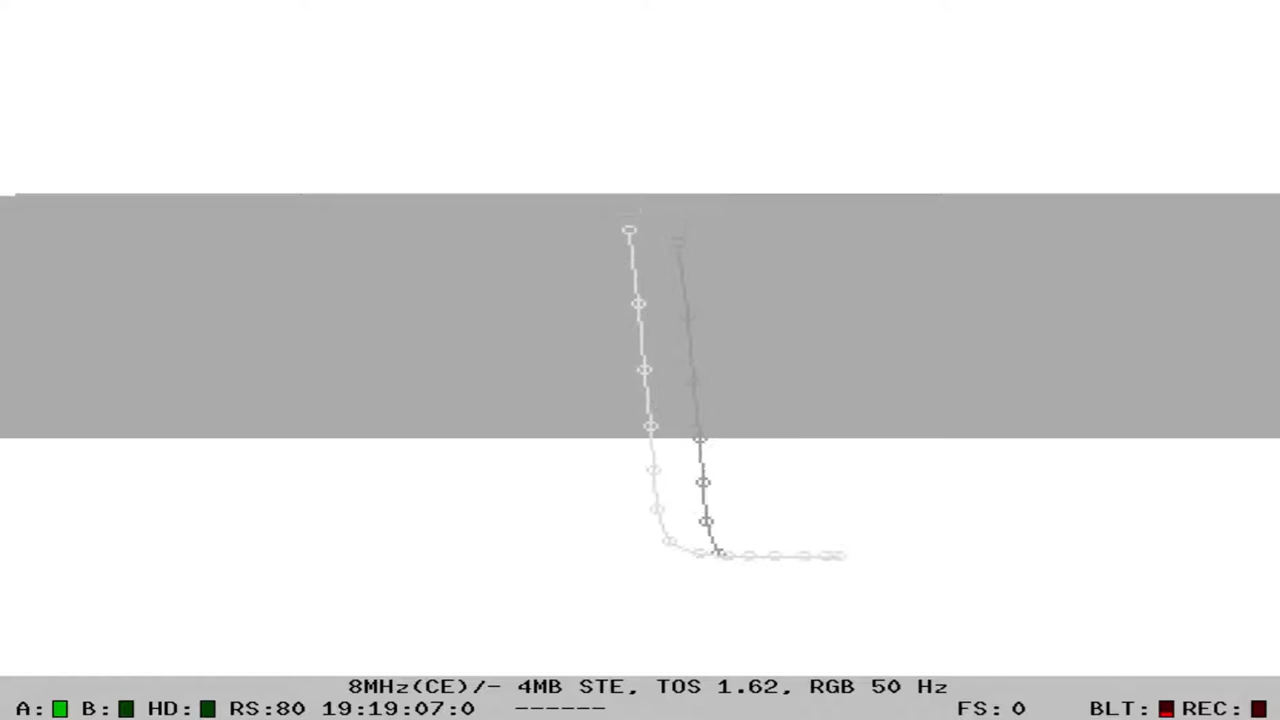 8MHz(CE)/- 4MB STE, TOS 1.62, RGB 50 Hz
A: B: HD: RS:80 19:19:07:0 ------ FS: 0 BLT: REC: